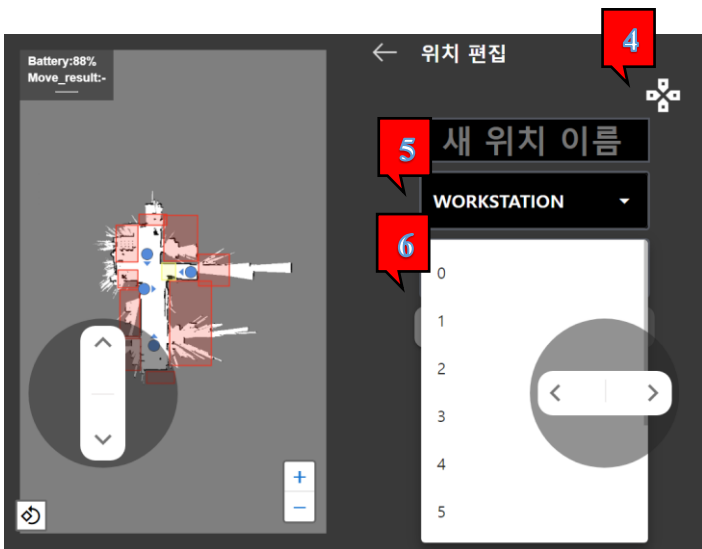 Battery:88%
Move_result:-
위치 편집
4
새 위치 이름
5
WORKSTATION
6
0
1
2
3
4
5
+
−